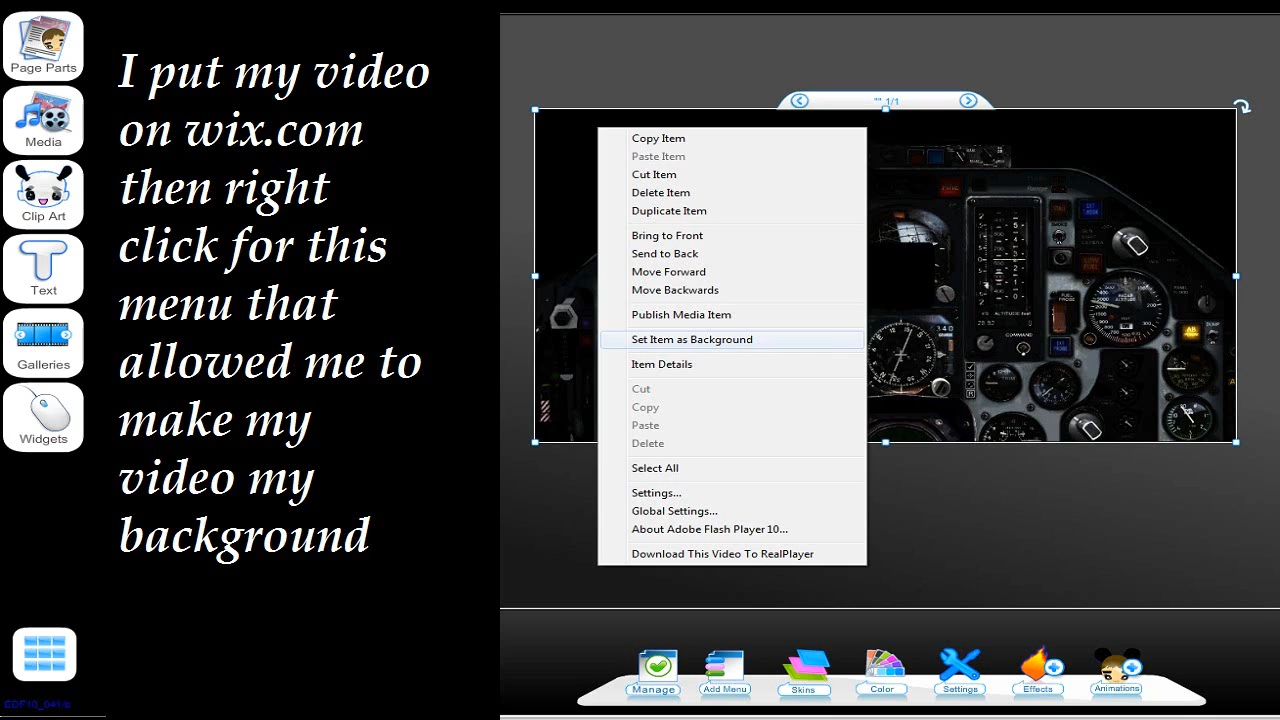 Page Parts
Media
Clip Art
Text
Galleries
Widgets
I put my video
on wix.com
then right
click for this
menu that
allowed me to
make my
video my
background
"" 1/1
Copy Item
Paste Item
Cut Item
Delete Item
Duplicate Item
Bring to Front
Send to Back
Move Forward
Move Backwards
Publish Media Item
Set Item as Background
Item Details
Cut
Copy
Paste
Delete
Select All
Settings...
Global Settings...
About Adobe Flash Player 10...
Download This Video To RealPlayer
COMMAND
Manage
Add Menu
Skins
Color
Settings
Effects
Animations